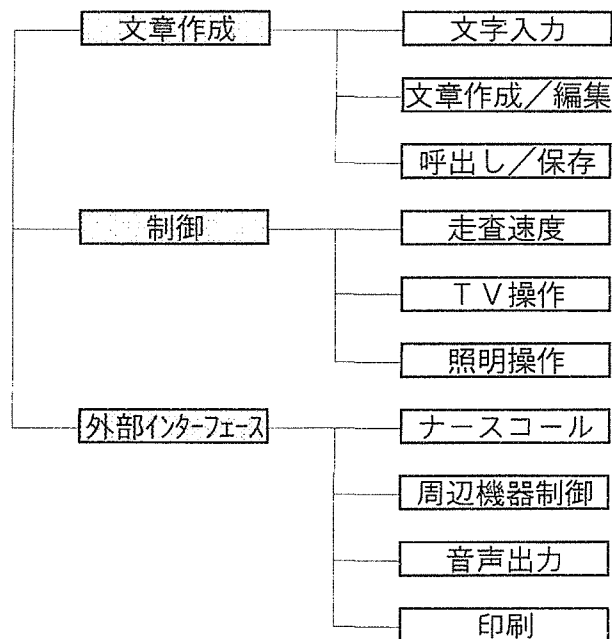 文章作成
文字入力
文章作成／編集
呼出し／保存
制御
走査速度
ＴＶ操作
照明操作
外部インターフェース
ナースコール
周辺機器制御
音声出力
印刷